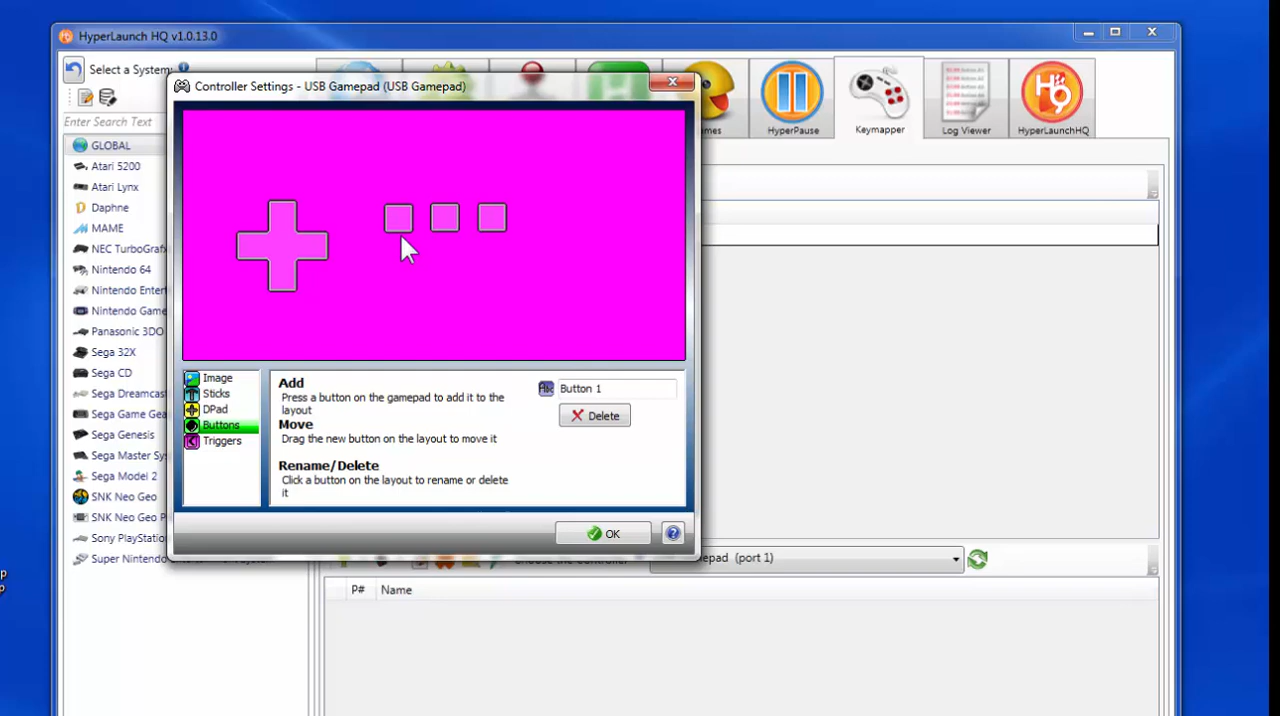 HyperLaunch HQ v1.0.13.0
Select a System:
Controller Settings - USB Gamepad (USB Gamepad)
Enter Search Text
HyperPause
Keymapper
Log Viewer
HyperLaunchHQ
GLOBAL
Atari 5200
Atari Lynx
Daphne
MAME
NEC TurboGrafx
Nintendo 64
Nintendo Enter
Nintendo Game
Panasonic 3DO
Sega 32X
Sega CD
Sega Dreamcast
Sega Game Gea
Sega Genesis
Sega Master Sys
Sega Model 2
SNK Neo Geo
SNK Neo Geo P
Sony PlayStation
Super Nintendo
Image
Sticks
DPad
Buttons
Triggers
Add
Press a button on the gamepad to add it to the
layout
Move
Drag the new button on the layout to move it
Rename/Delete
Click a button on the layout to rename or delete
it
Abc
Button 1
Delete
OK
epad (port 1)
P#
Name